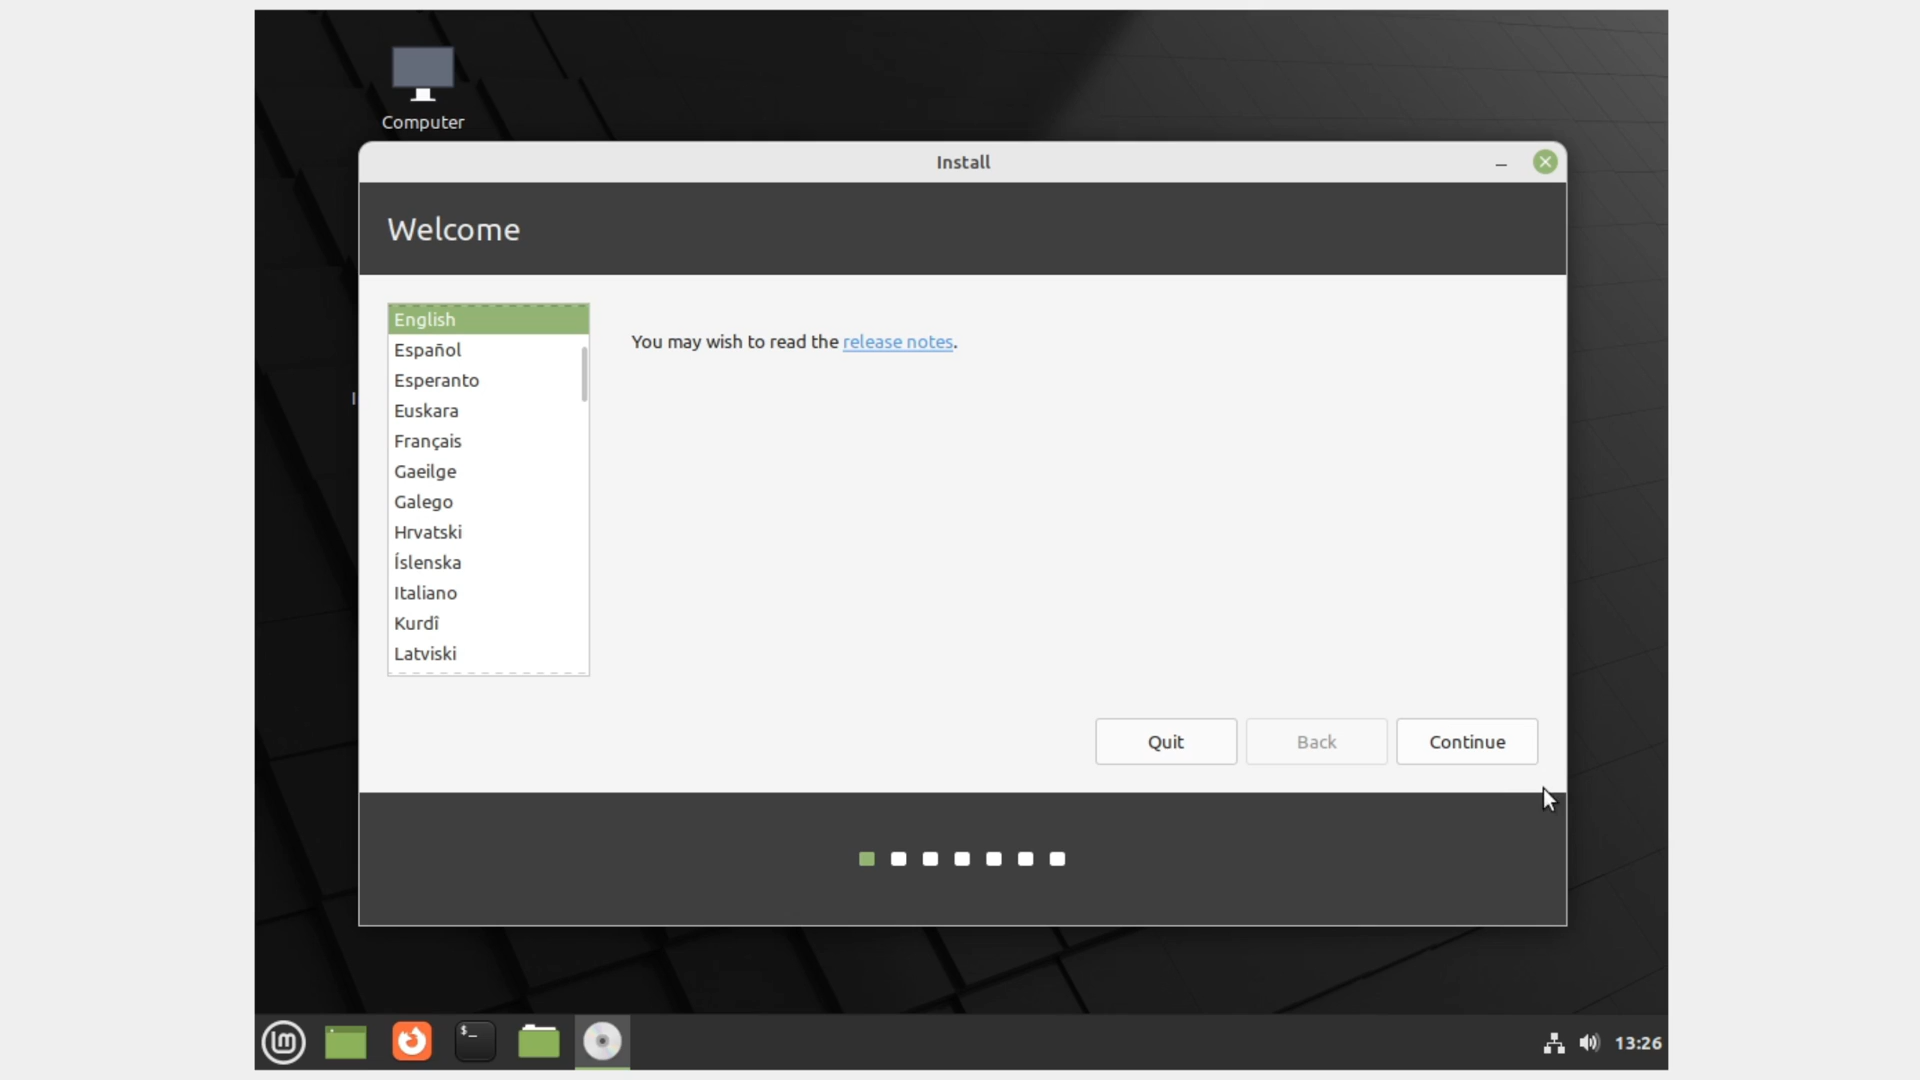 Computer
Install
Welcome
English
Español
Esperanto
Euskara
Français
Gaeilge
Galego
Hrvatski
Íslenska
Italiano
Kurdî
Latviski
You may wish to read the release notes.
Quit
Back
Continue
$_
13:26